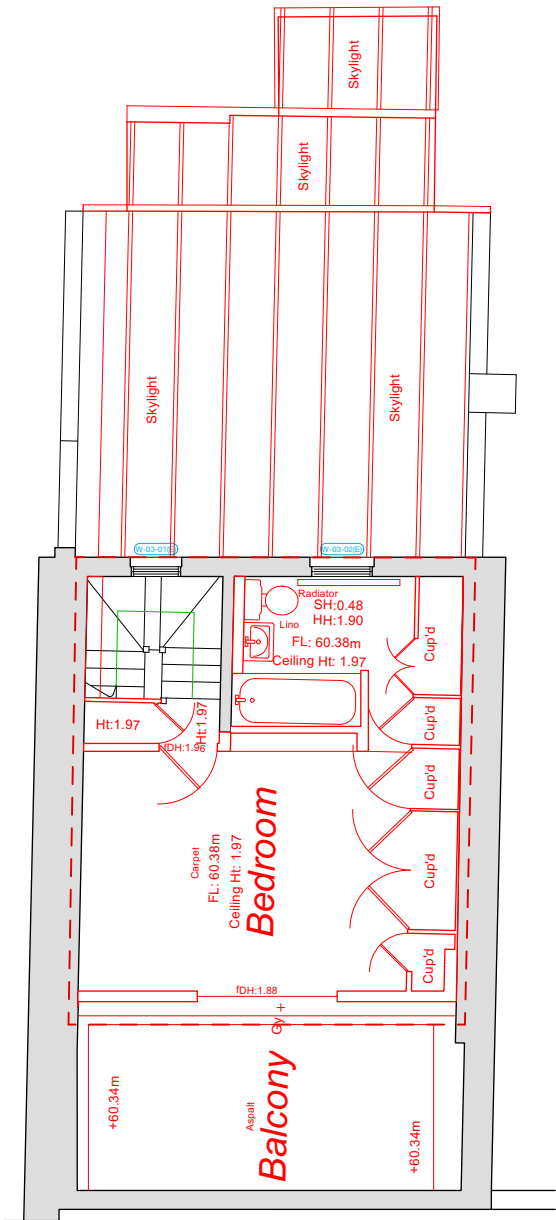 Skylight
Skylight
Skylight
Skylight
W-03-01(E)
W-03-02(E)
Radiator
SH:0.48
HH:1.90
Lino
FL: 60.38m
Ceiling Ht: 1.97
Cup'd
Cup'd
Cup'd
Cup'd
Cup'd
Ht:1.97
Ht:1.97
fDH:1.96
Carpet
FL: 60.38m
Ceiling Ht: 1.97
Bedroom
fDH:1.88
Gy +
Aspalt
Balcony
+60.34m
+60.34m